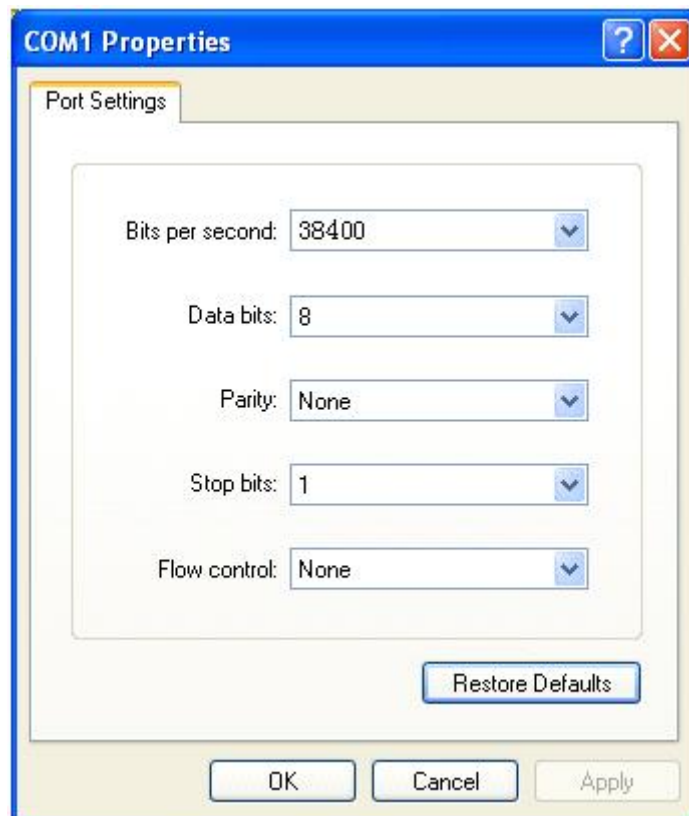 COM1 Properties
Port Settings
Bits per second: 38400
Data bits: 8
Parity: None
Stop bits: 1
Flow control: None
Restore Defaults
OK Cancel Apply